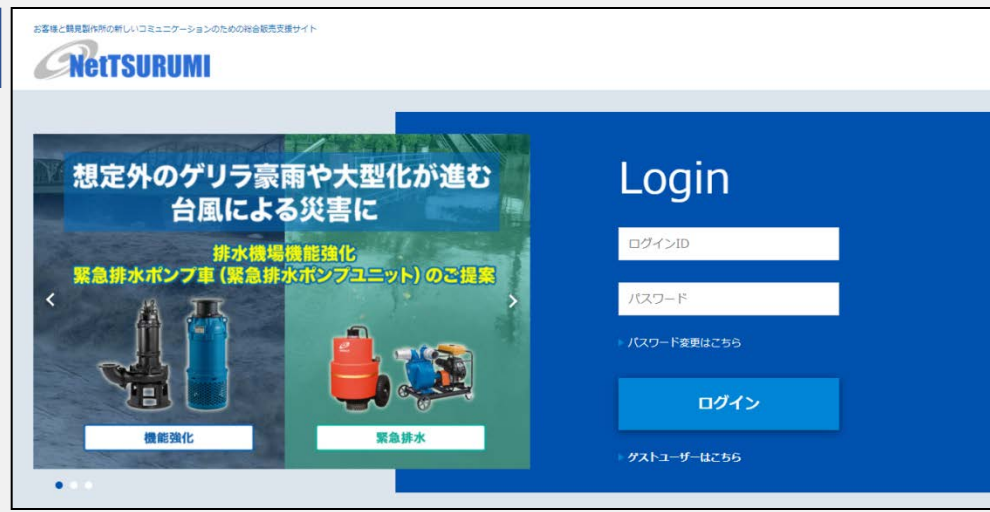 お客様と鶴見製作所の新しいコミュニケーションのための総合販売支援サイト
NetTSURUMI
想定外のゲリラ豪雨や大型化が進む
台風による災害に
排水機場機能強化
緊急排水ポンプ車(緊急排水ポンプユニット)のご提案
機能強化
緊急排水
Login
ログインID
パスワード
パスワード変更はこちら
ログイン
ゲストユーザーはこちら